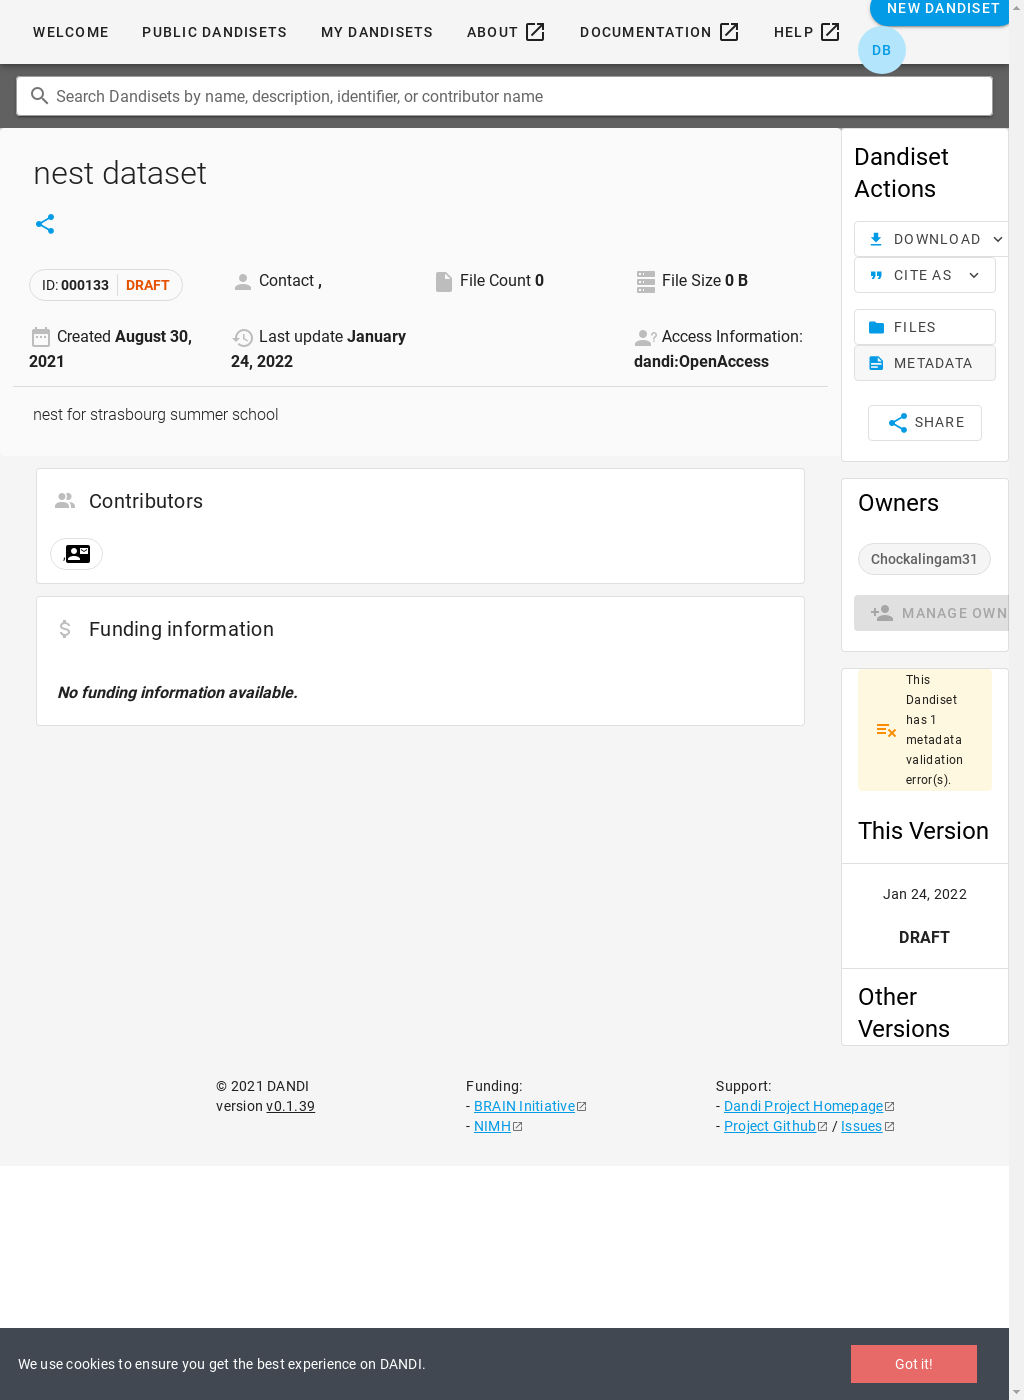 WELCOME PUBLIC DANDISETS MY DANDISETS ABOUT DOCUMENTATION HELP NEW DANDISET
DB
Search Dandisets by name, description, identifier, or contributor name
nest dataset
ID: 000133 DRAFT
Contact ,
File Count 0
File Size 0 B
Created August 30,
2021
Last update January
24, 2022
Access Information:
dandi:OpenAccess
nest for strasbourg summer school
Contributors
,
Funding information
No funding information available.
Dandiset
Actions
DOWNLOAD
CITE AS
FILES
METADATA
SHARE
Owners
Chockalingam31
MANAGE OWN
This
Dandiset
has 1
metadata
validation
error(s).
This Version
Jan 24, 2022
DRAFT
Other
Versions
© 2021 DANDI
version v0.1.39
Funding:
- BRAIN Initiative
- NIMH
Support:
- Dandi Project Homepage
- Project Github / Issues
We use cookies to ensure you get the best experience on DANDI.
Got it!